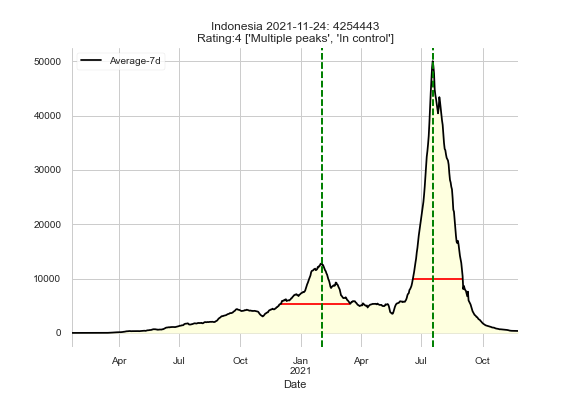 Indonesia 2021-11-24: 4254443
Rating:4 ['Multiple peaks', 'In control']
Average-7d
50000
40000
30000
20000
10000
0
Apr Jul Oct Jan Apr Jul Oct
2021
Date